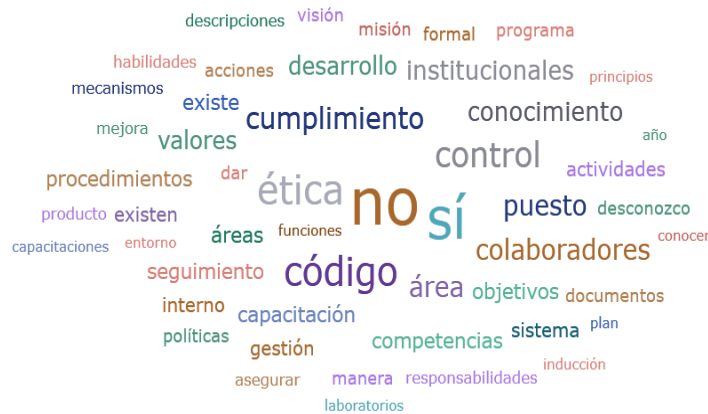 visión
descripciones
misión
formal
programa
habilidades
acciones
desarrollo
institucionales
principios
mecanismos
existe
cumplimiento
conocimiento
mejora
valores
control
año
procedimientos
dar
ética
no
sí
actividades
producto
existen
puesto
desconozco
capacitaciones
entorno
áreas
funciones
colaboradores
conocer
seguimiento
código
área
objetivos
documentos
interno
capacitación
políticas
gestión
competencias
sistema
plan
asegurar
manera
responsabilidades
inducción
laboratorios